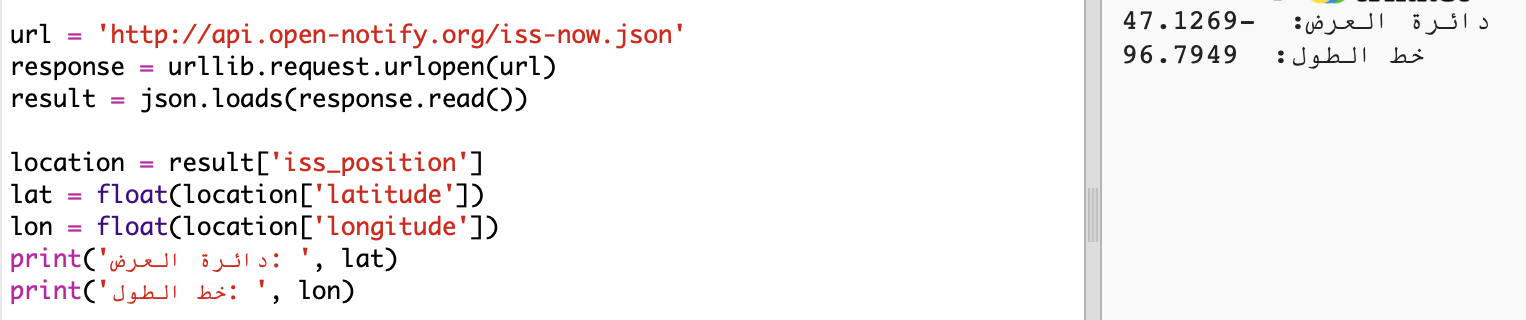 url = 'http://api.open-notify.org/iss-now.json'
response = urllib.request.urlopen(url)
result = json.loads(response.read())
location = result['iss_position']
lat = float(location['latitude'])
lon = float(location['longitude'])
print('دائرة العرض: ', lat)
print('خط الطول: ', lon)
دائرة العرض: -47.1269
خط الطول: 96.7949